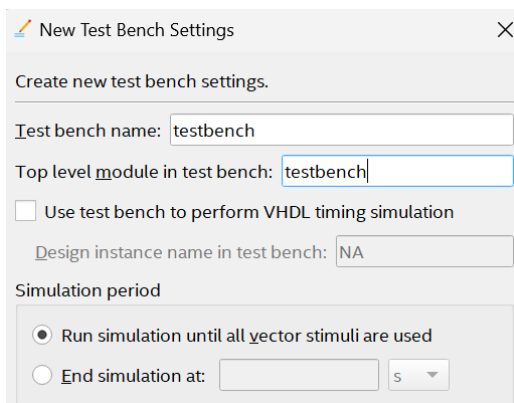 New Test Bench Settings
Create new test bench settings.
Test bench name: testbench
Top level module in test bench: testbench
Use test bench to perform VHDL timing simulation
Design instance name in test bench: NA
Simulation period
Run simulation until all vector stimuli are used
End simulation at: s